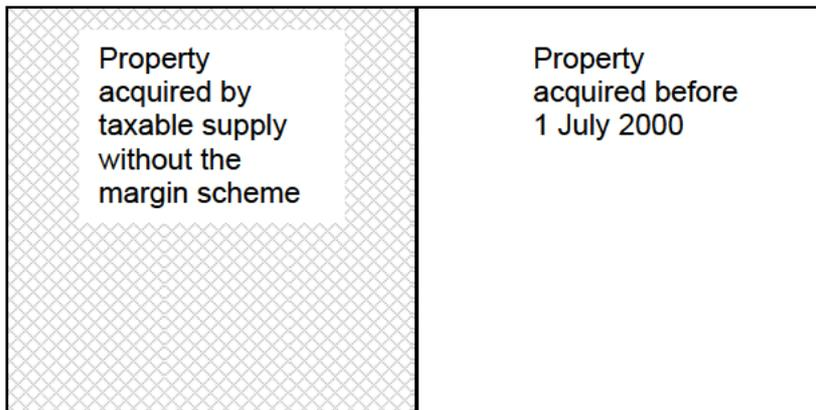 Property
acquired by
taxable supply
without the
margin scheme
Property
acquired before
1 July 2000